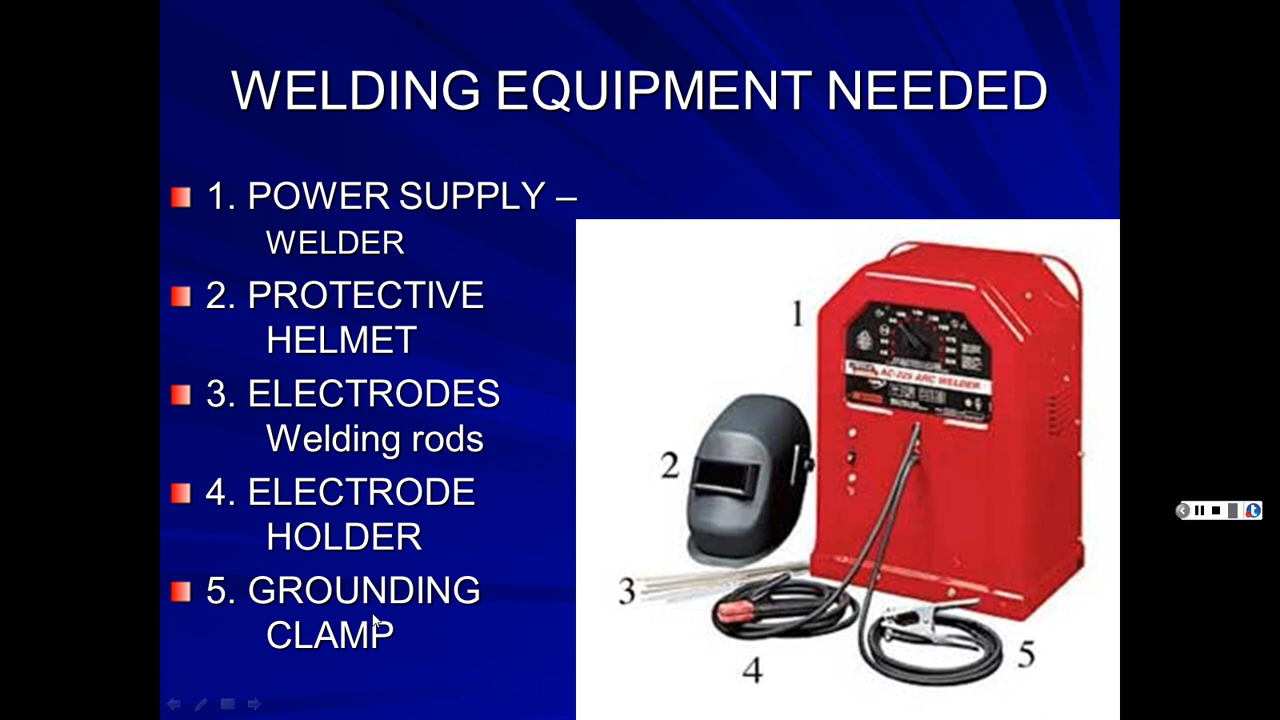 WELDING EQUIPMENT NEEDED
1. POWER SUPPLY –
WELDER
2. PROTECTIVE
HELMET
3. ELECTRODES
Welding rods
4. ELECTRODE
HOLDER
5. GROUNDING
CLAMP
1
AC-225 ARC WELDER
2
3
4
5